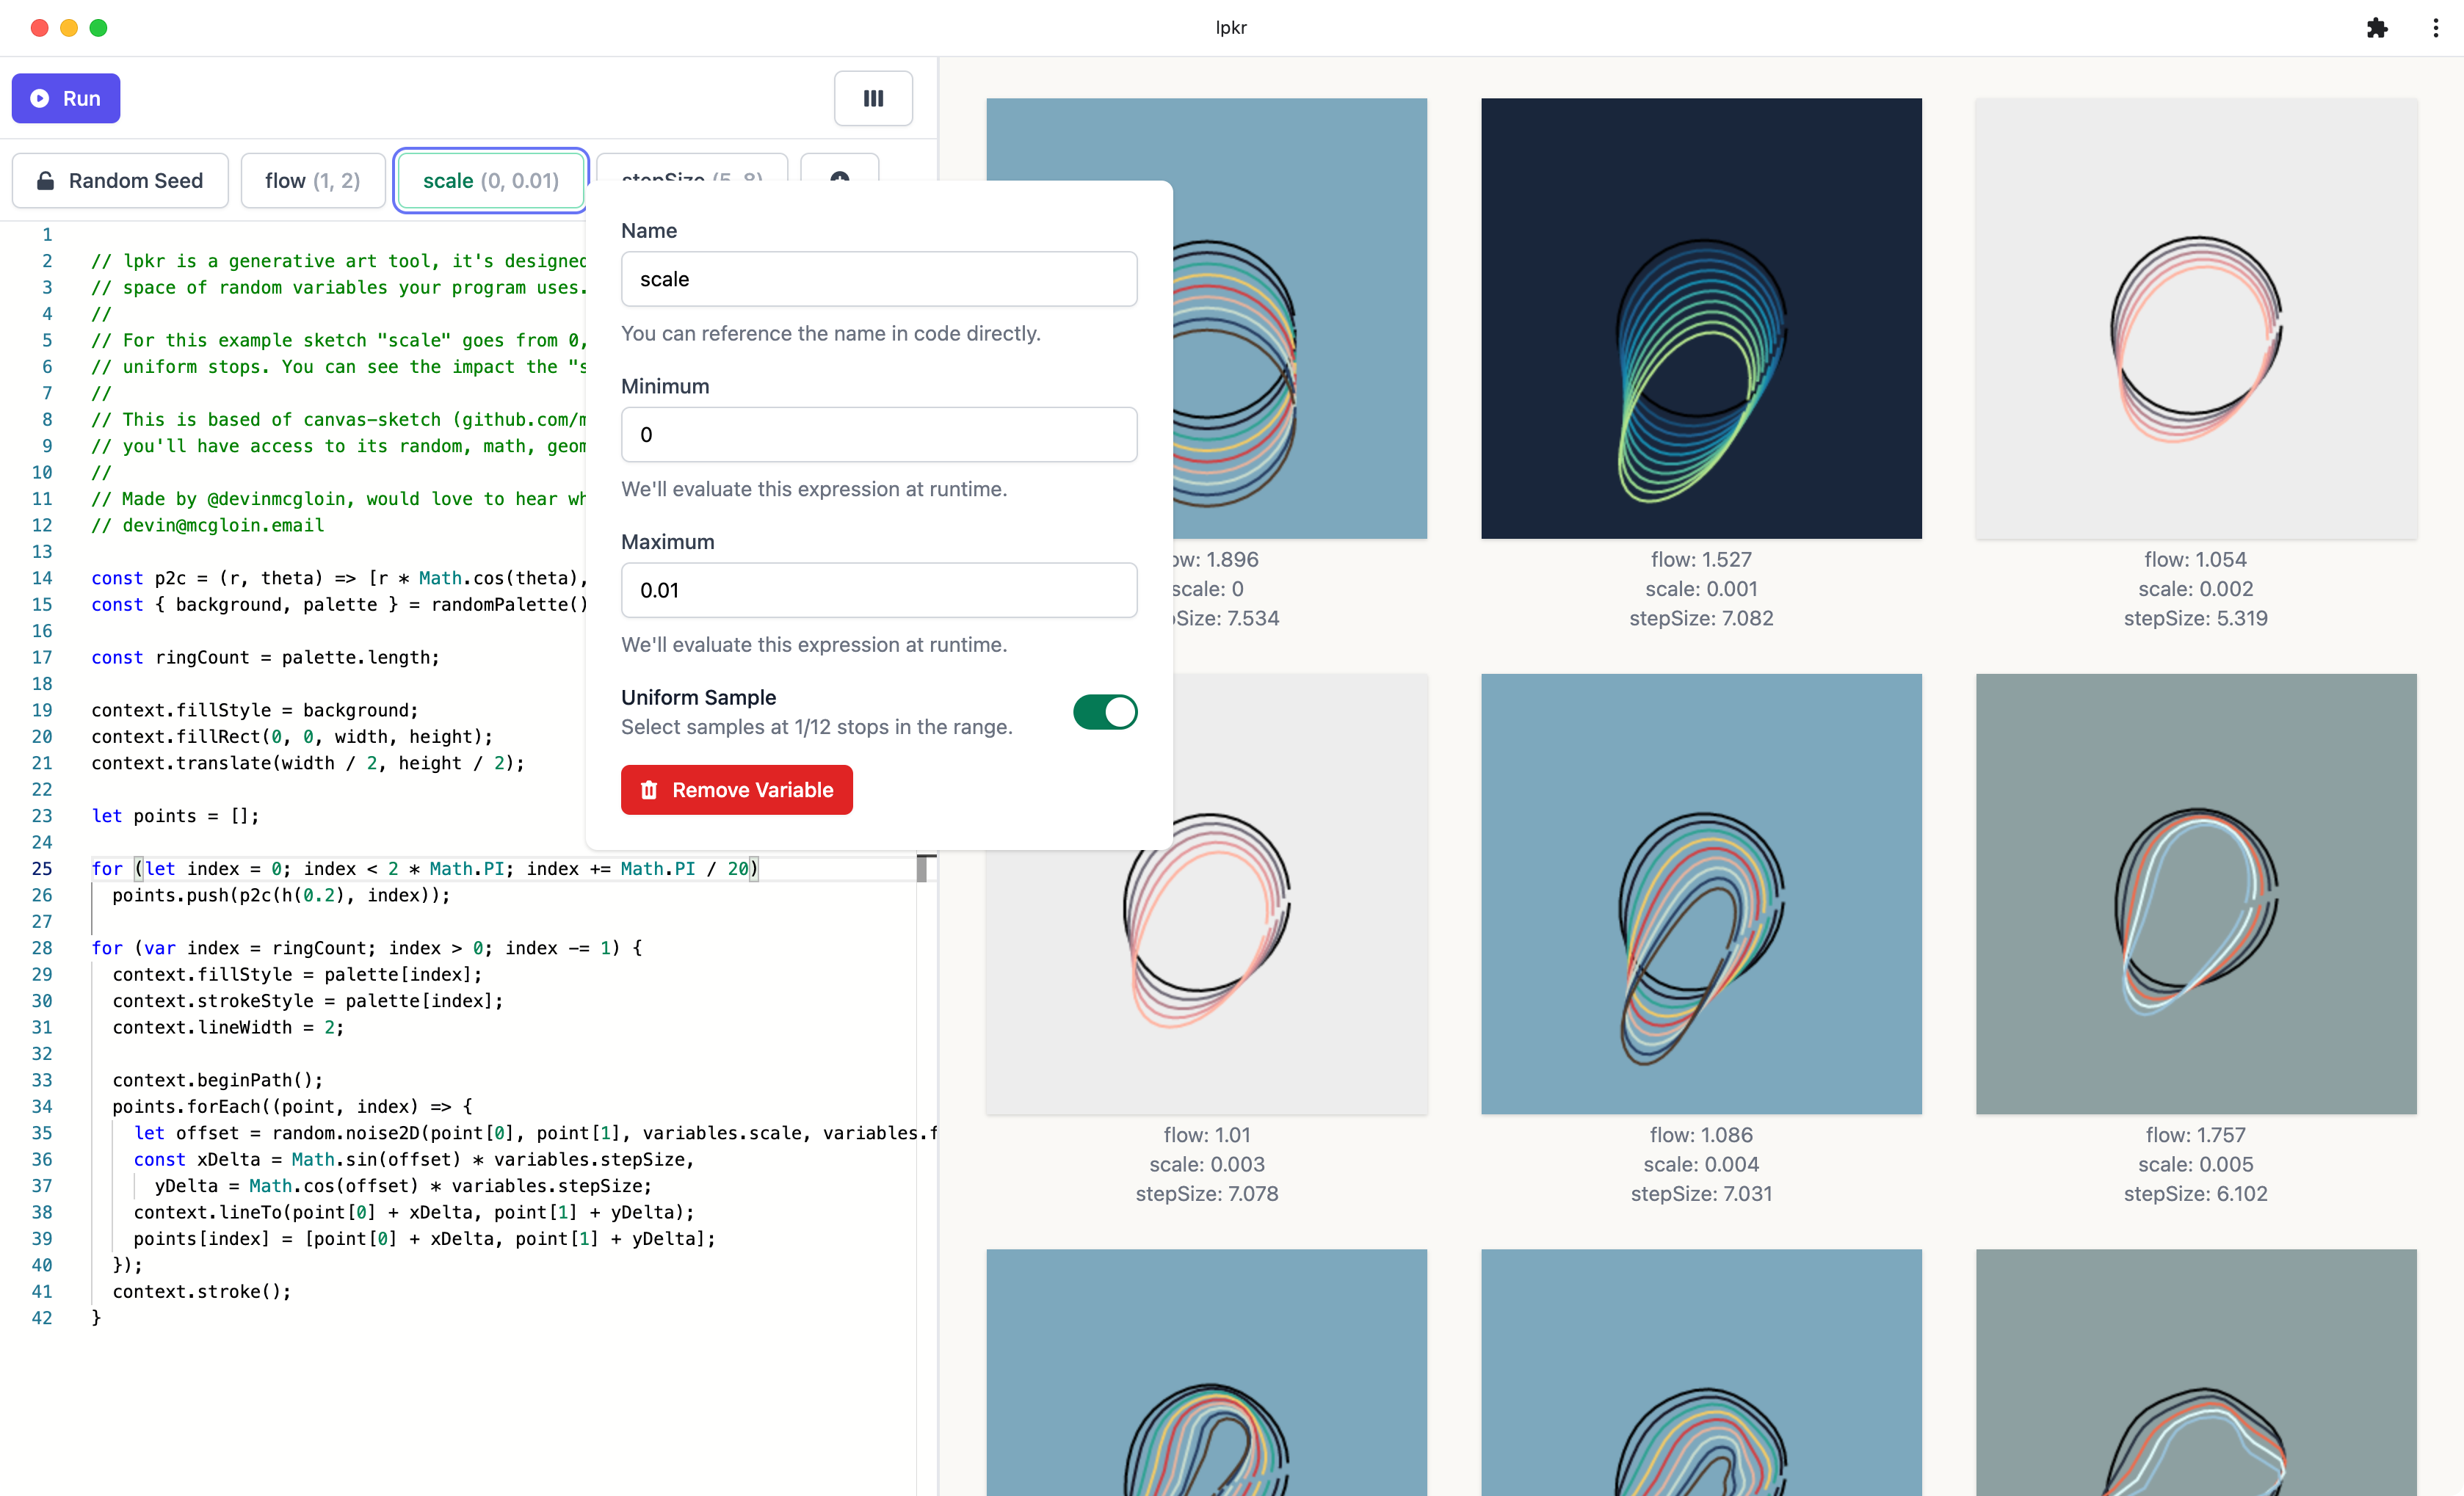 lpkr
Run
Random Seed
flow (1, 2)
scale (0, 0.01)
stepSize (5, 8)
1
2 // lpkr is a generative art tool, it's designed
3 // space of random variables your program uses.
4 //
5 // For this example sketch "scale" goes from 0,
6 // uniform stops. You can see the impact the "s
7 //
8 // This is based of canvas-sketch (github.com/m
9 // you'll have access to its random, math, geom
10 //
11 // Made by @devinmcgloin, would love to hear wh
12 // devin@mcgloin.email
13
14 const p2c = (r, theta) => [r * Math.cos(theta),
15 const { background, palette } = randomPalette()
16
17 const ringCount = palette.length;
18
19 context.fillStyle = background;
20 context.fillRect(0, 0, width, height);
21 context.translate(width / 2, height / 2);
22
23 let points = [];
24
25 for (let index = 0; index < 2 * Math.PI; index += Math.PI / 20)
26 points.push(p2c(h(0.2), index));
27
28 for (var index = ringCount; index > 0; index -= 1) {
29 context.fillStyle = palette[index];
30 context.strokeStyle = palette[index];
31 context.lineWidth = 2;
32
33 context.beginPath();
34 points.forEach((point, index) => {
35 let offset = random.noise2D(point[0], point[1], variables.scale, variables.f
36 const xDelta = Math.sin(offset) * variables.stepSize,
37 yDelta = Math.cos(offset) * variables.stepSize;
38 context.lineTo(point[0] + xDelta, point[1] + yDelta);
39 points[index] = [point[0] + xDelta, point[1] + yDelta];
40 });
41 context.stroke();
42 }
Name
scale
You can reference the name in code directly.
Minimum
0
We'll evaluate this expression at runtime.
Maximum
0.01
We'll evaluate this expression at runtime.
Uniform Sample
Select samples at 1/12 stops in the range.
Remove Variable
ow: 1.896
scale: 0
Size: 7.534
flow: 1.527
scale: 0.001
stepSize: 7.082
flow: 1.054
scale: 0.002
stepSize: 5.319
flow: 1.01
scale: 0.003
stepSize: 7.078
flow: 1.086
scale: 0.004
stepSize: 7.031
flow: 1.757
scale: 0.005
stepSize: 6.102